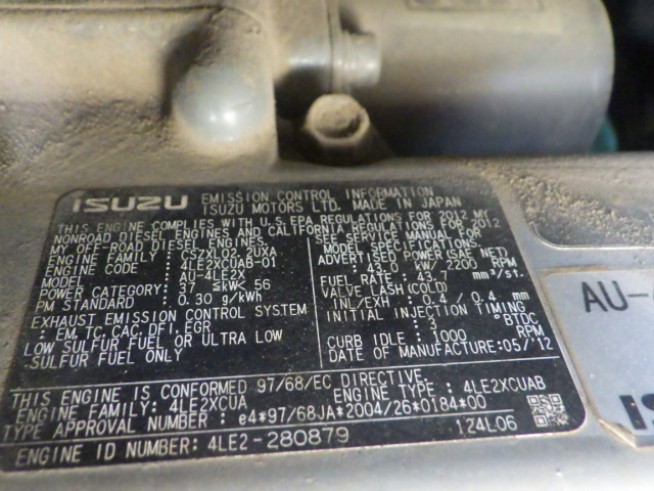 ISUZU EMISSION CONTROL INFORMATION
ISUZU MOTORS LTD. MADE IN JAPAN
THIS ENGINE COMPLIES WITH U.S. EPA REGULATIONS FOR 2012 MY
NONROAD DIESEL ENGINES AND CALIFORNIA REGULATIONS FOR 2012
MY OFF ROAD DIESEL ENGINES.
ENGINE FAMILY : CSZXL02.2UXA
ENGINE CODE : 4LE2XCUAB-01
MODEL : AU-4LE2X
POWER CATEGORY: 37 ≤kW< 56
PM STANDARD : 0.30 g/kWh
EXHAUST EMISSION CONTROL SYSTEM
: EM, TC, CAC, DFI, EGR
LOW SULFUR FUEL OR ULTRA LOW
SULFUR FUEL ONLY
SEE SERVICE MANUAL FOR
MODEL SPECIFICATIONS.
ADVERTISED POWER (SAE NET)
: 43.0 kW/ 2200 RPM
FUEL RATE : 43.7 mm³/st.
VALVE LASH (COLD)
INL/EXH : 0.4 / 0.4 mm
INITIAL INJECTION TIMING
: 3 °BTDC
CURB IDLE : 1000 RPM
DATE OF MANUFACTURE:05/'12
THIS ENGINE IS CONFORMED 97/68/EC DIRECTIVE
ENGINE FAMILY : 4LE2XCUA ENGINE TYPE : 4LE2XCUAB
TYPE APPROVAL NUMBER : e4*97/68JA*2004/26*0184*00
ENGINE ID NUMBER: 4LE2-280879 124L06
AU-
IS